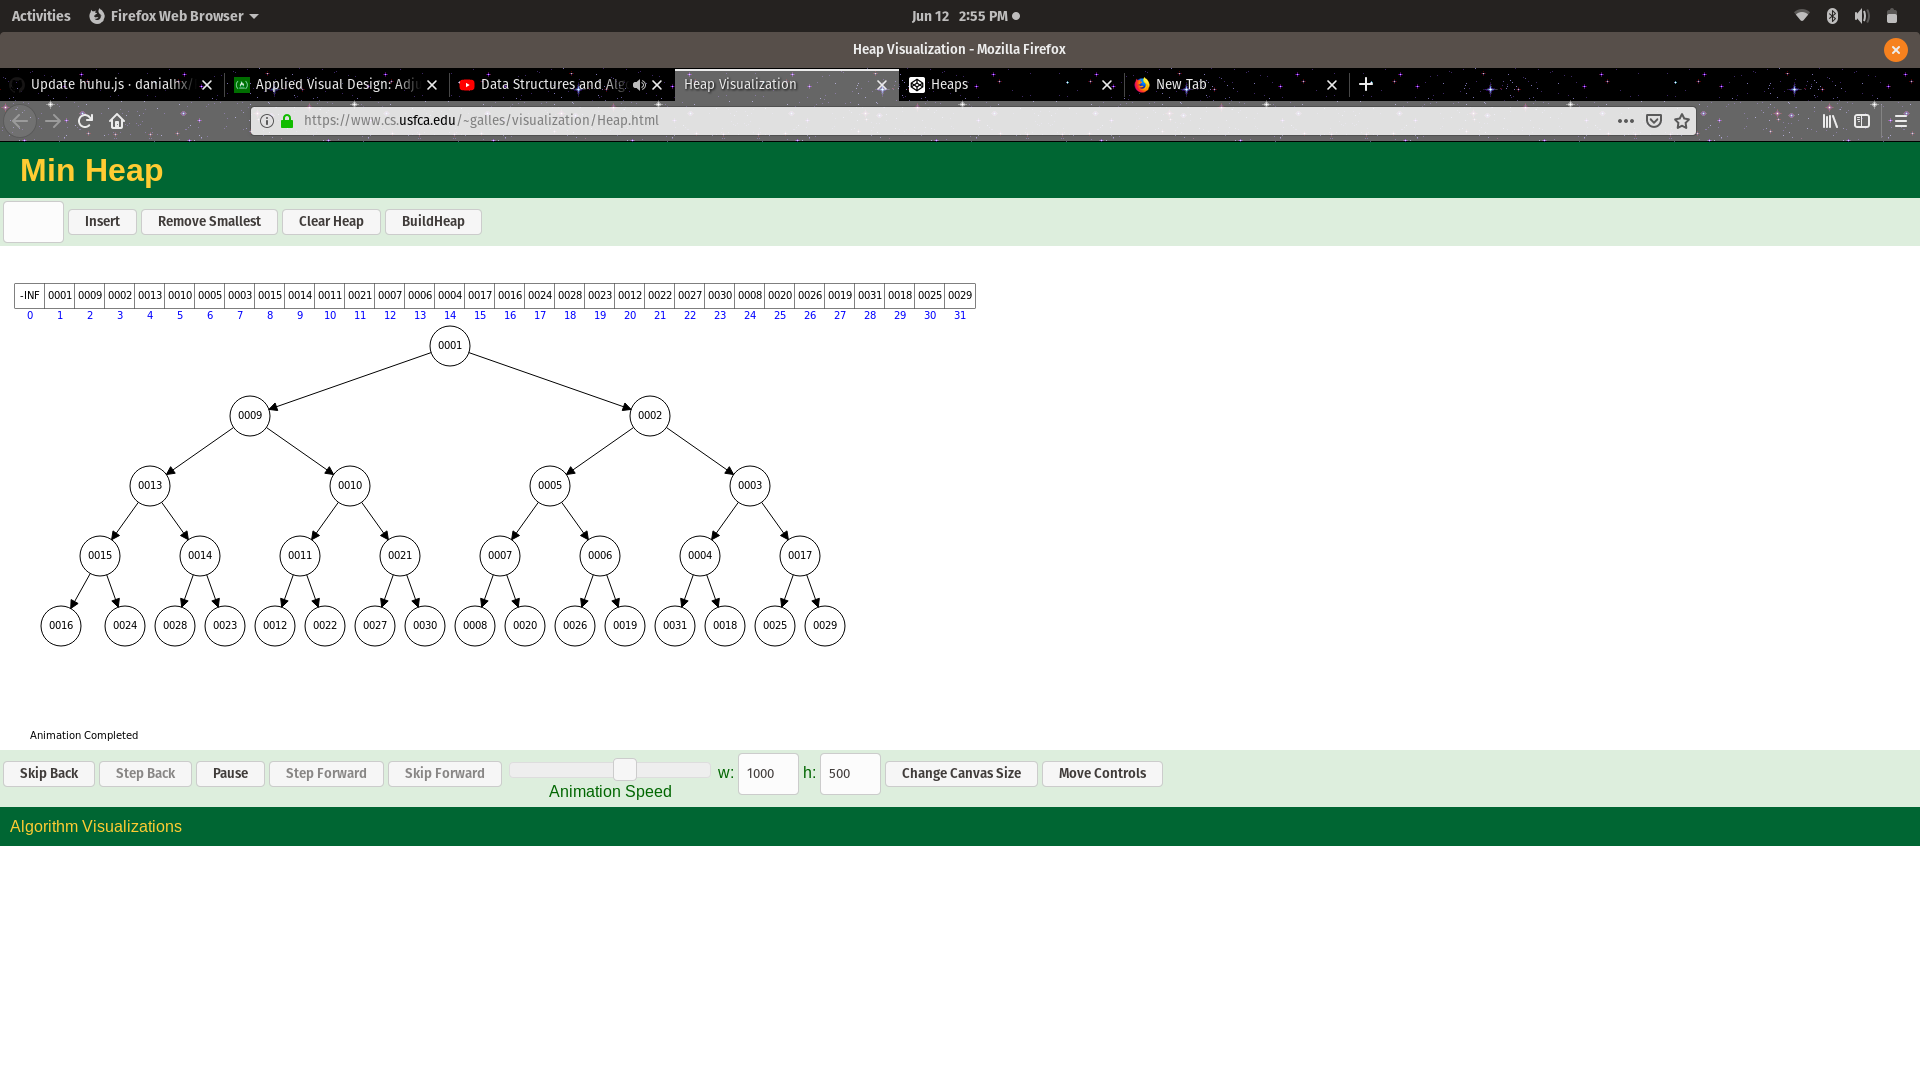 Activities Firefox Web Browser Jun 12 2:55 PM
Heap Visualization - Mozilla Firefox
Update huhu.js · danialhx/ Applied Visual Design: Adju Data Structures and Alg Heap Visualization Heaps New Tab
https://www.cs.usfca.edu/~galles/visualization/Heap.html
Min Heap
Insert Remove Smallest Clear Heap BuildHeap
-INF 0001 0009 0002 0013 0010 0005 0003 0015 0014 0011 0021 0007 0006 0004 0017 0016 0024 0028 0023 0012 0022 0027 0030 0008 0020 0026 0019 0031 0018 0025 0029
0 1 2 3 4 5 6 7 8 9 10 11 12 13 14 15 16 17 18 19 20 21 22 23 24 25 26 27 28 29 30 31
0001
0009 0002
0013 0010 0005 0003
0015 0014 0011 0021 0007 0006 0004 0017
0016 0024 0028 0023 0012 0022 0027 0030 0008 0020 0026 0019 0031 0018 0025 0029
Animation Completed
Skip Back Step Back Pause Step Forward Skip Forward w: 1000 h: 500 Change Canvas Size Move Controls
Animation Speed
Algorithm Visualizations